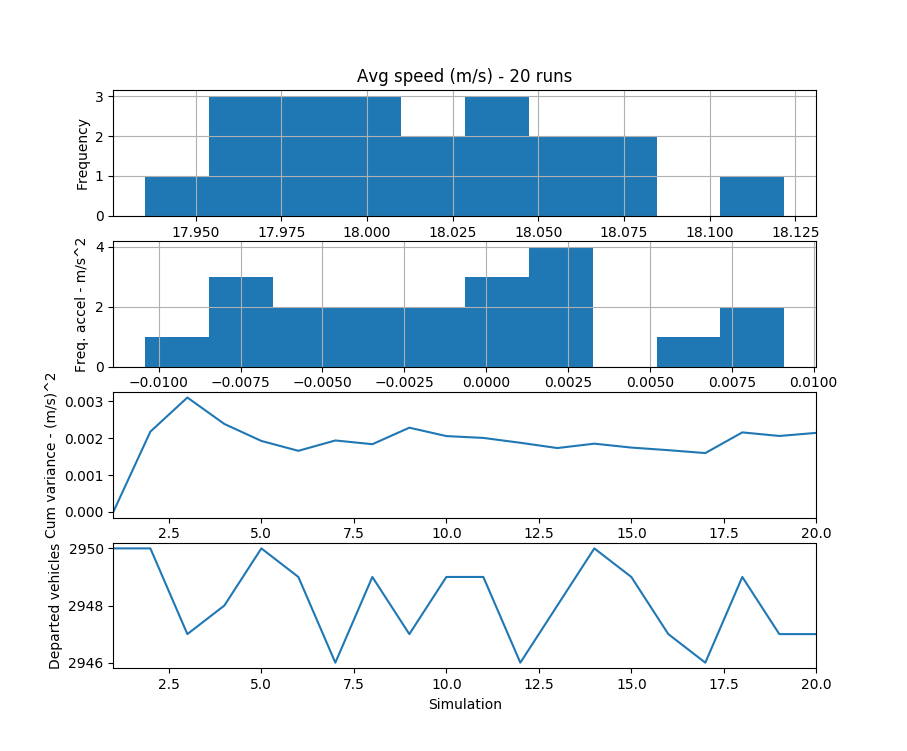 Avg speed (m/s) - 20 runs
Frequency
3
2
1
0
17.950 17.975 18.000 18.025 18.050 18.075 18.100 18.125
Freq. accel - m/s^2
4
2
0
−0.0100 −0.0075 −0.0050 −0.0025 0.0000 0.0025 0.0050 0.0075 0.0100
Cum variance - (m/s)^2
0.003
0.002
0.001
0.000
2.5 5.0 7.5 10.0 12.5 15.0 17.5 20.0
Departed vehicles
2950
2948
2946
2.5 5.0 7.5 10.0 12.5 15.0 17.5 20.0
Simulation